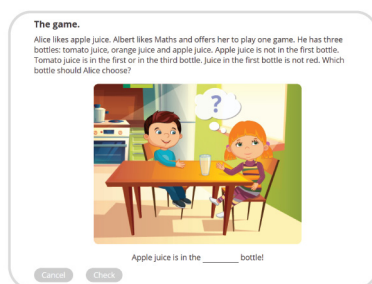 The game.
Alice likes apple juice. Albert likes Maths and offers her to play one game. He has three
bottles: tomato juice, orange juice and apple juice. Apple juice is not in the first bottle.
Tomato juice is in the first or in the third bottle. Juice in the first bottle is not red. Which
bottle should Alice choose?
?
Apple juice is in the ________ bottle!
Cancel Check